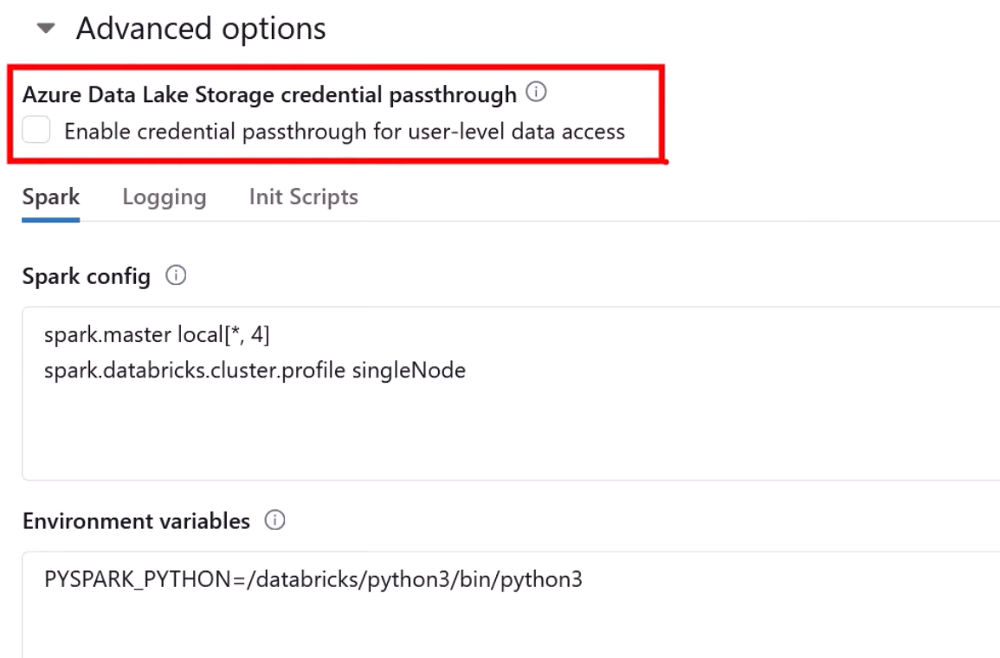 Advanced options
Azure Data Lake Storage credential passthrough
Enable credential passthrough for user-level data access
Spark Logging Init Scripts
Spark config
spark.master local[*, 4]
spark.databricks.cluster.profile singleNode
Environment variables
PYSPARK_PYTHON=/databricks/python3/bin/python3